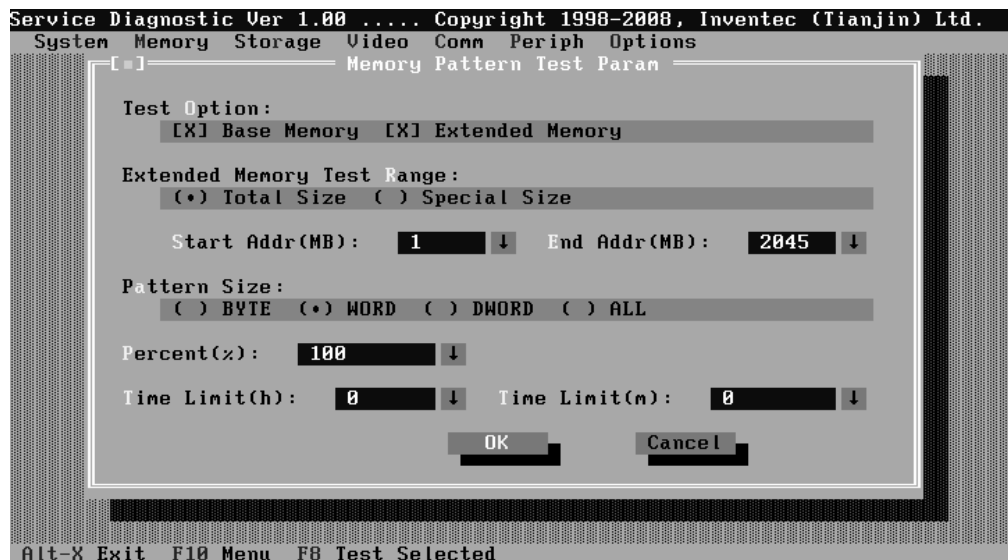 Service Diagnostic Ver 1.00 ..... Copyright 1998-2008, Inventec (Tianjin) Ltd.
System Memory Storage Video Comm Periph Options
[■] Memory Pattern Test Param
Test Option:
[X] Base Memory [X] Extended Memory
Extended Memory Test Range:
(•) Total Size ( ) Special Size
Start Addr(MB): 1 ↓ End Addr(MB): 2045 ↓
Pattern Size:
( ) BYTE (•) WORD ( ) DWORD ( ) ALL
Percent(%): 100 ↓
Time Limit(h): 0 ↓ Time Limit(m): 0 ↓
OK Cancel
Alt-X Exit F10 Menu F8 Test Selected